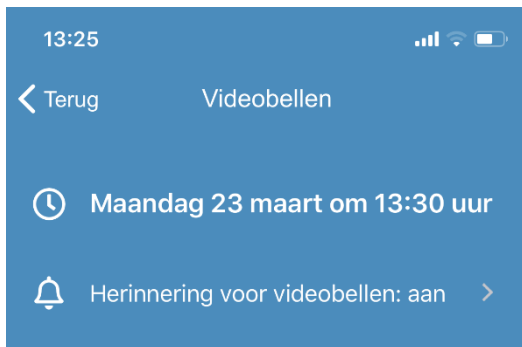 13:25
Terug
Videobellen
Maandag 23 maart om 13:30 uur
Herinnering voor videobellen: aan